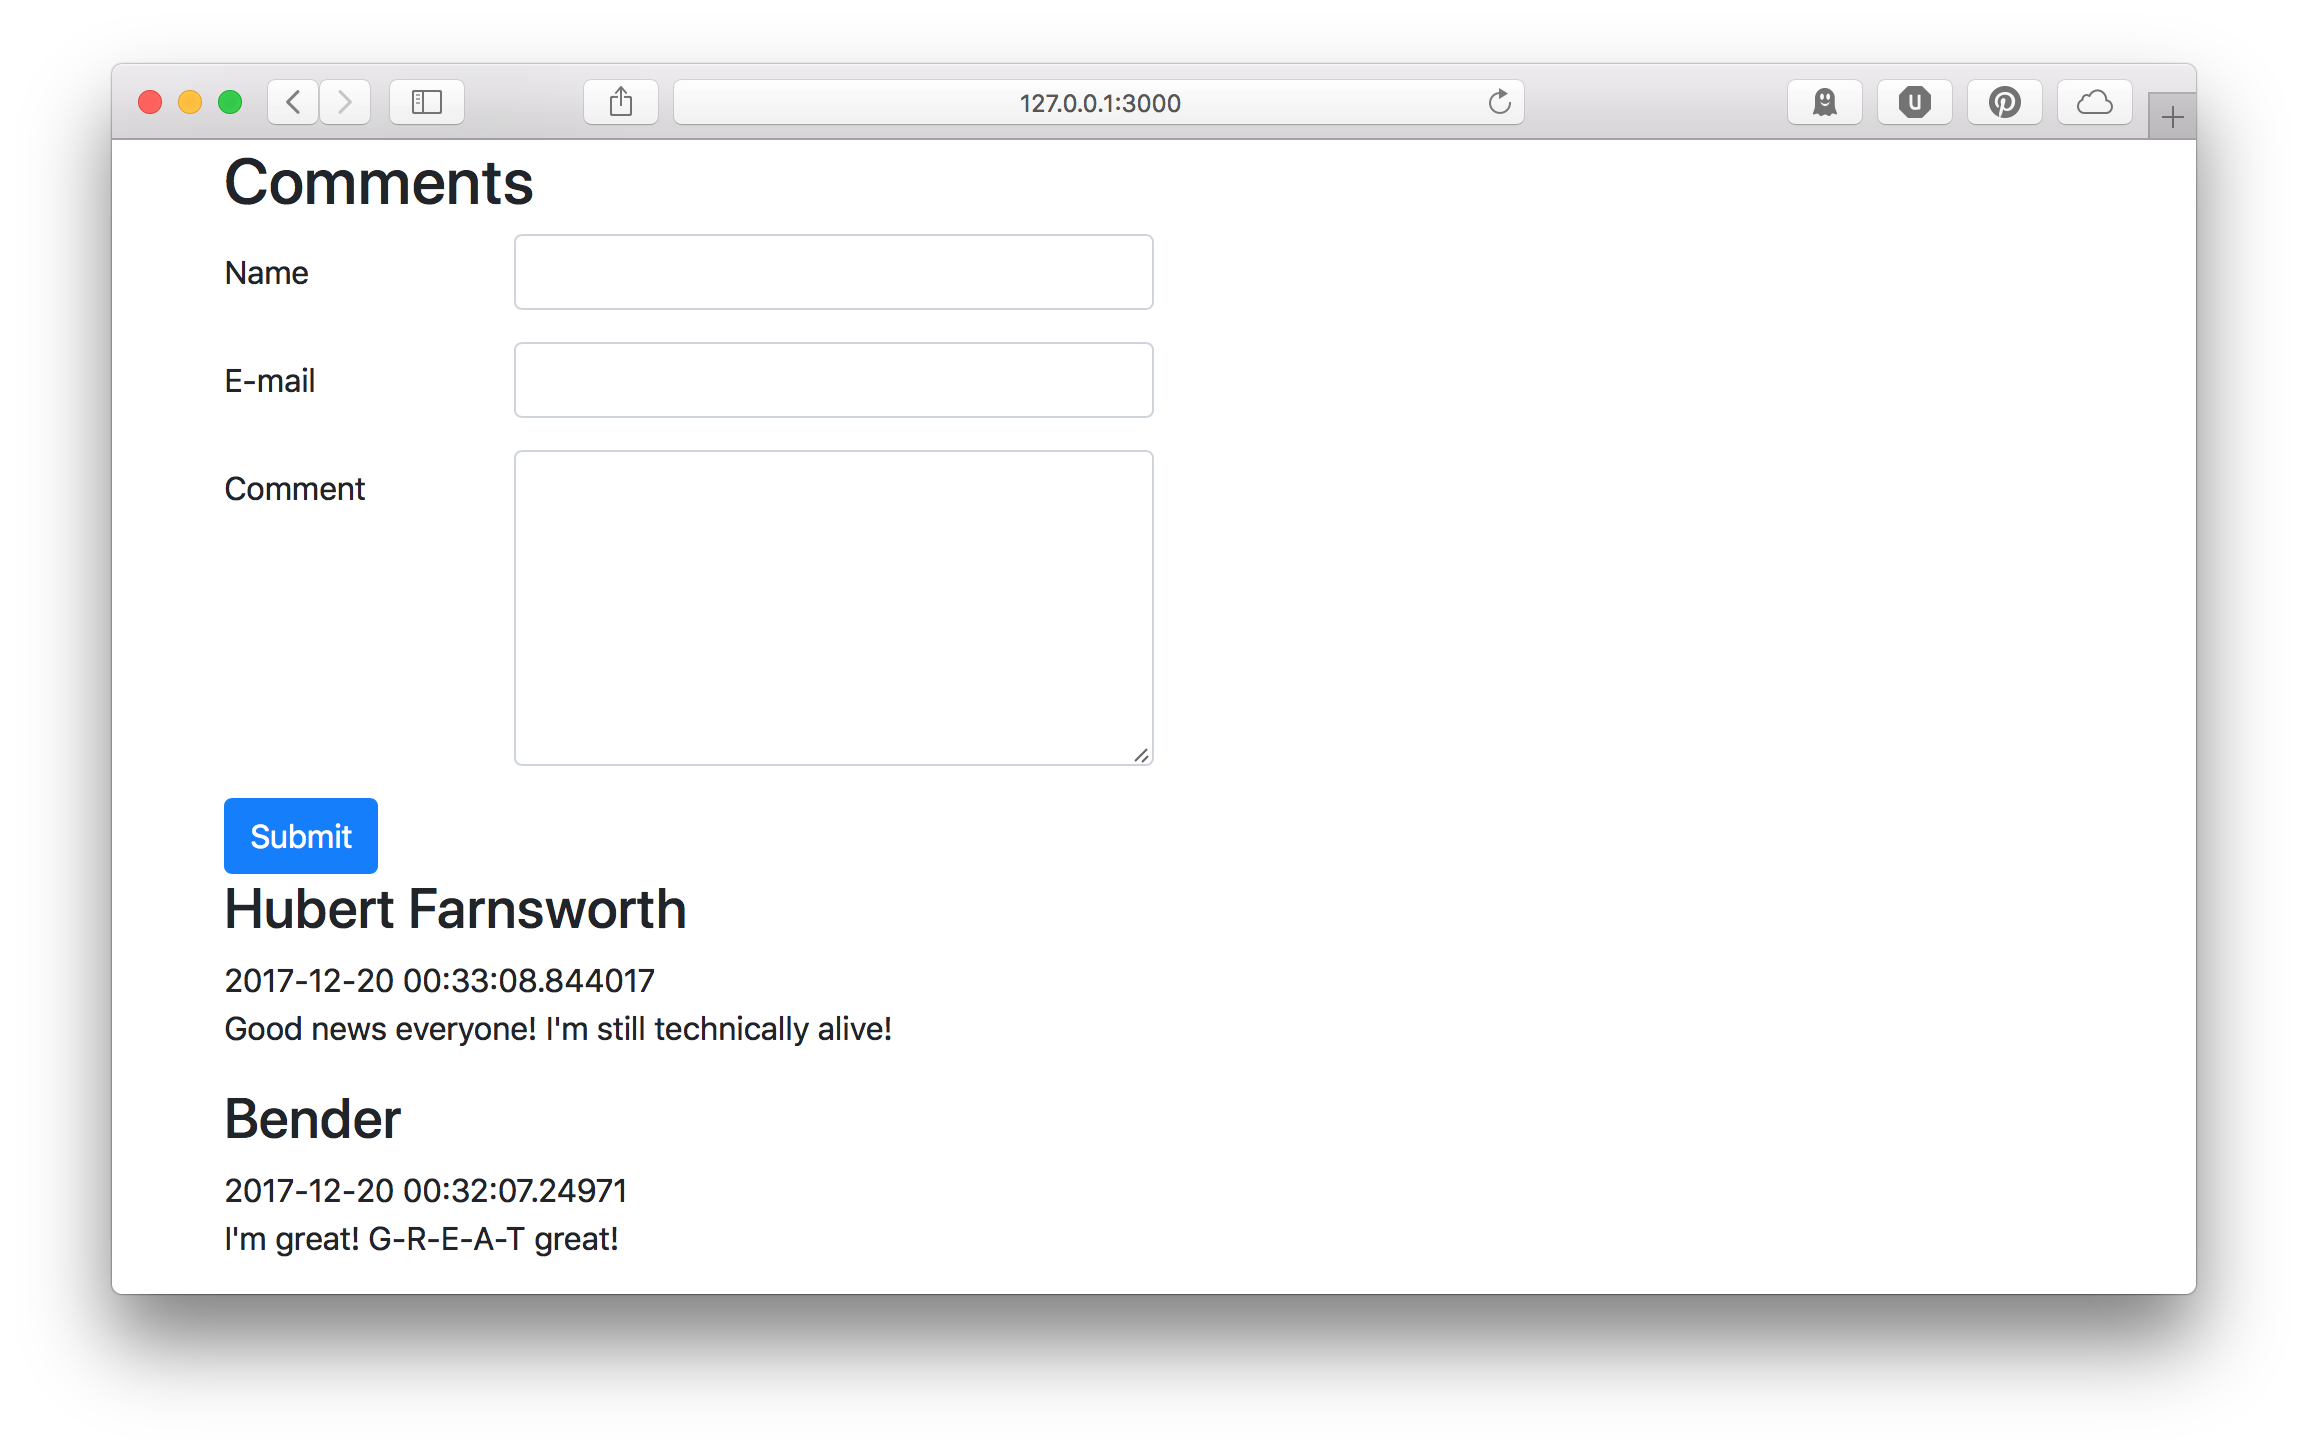 127.0.0.1:3000
Comments
Name
E-mail
Comment
Submit
Hubert Farnsworth
2017-12-20 00:33:08.844017
Good news everyone! I'm still technically alive!
Bender
2017-12-20 00:32:07.24971
I'm great! G-R-E-A-T great!